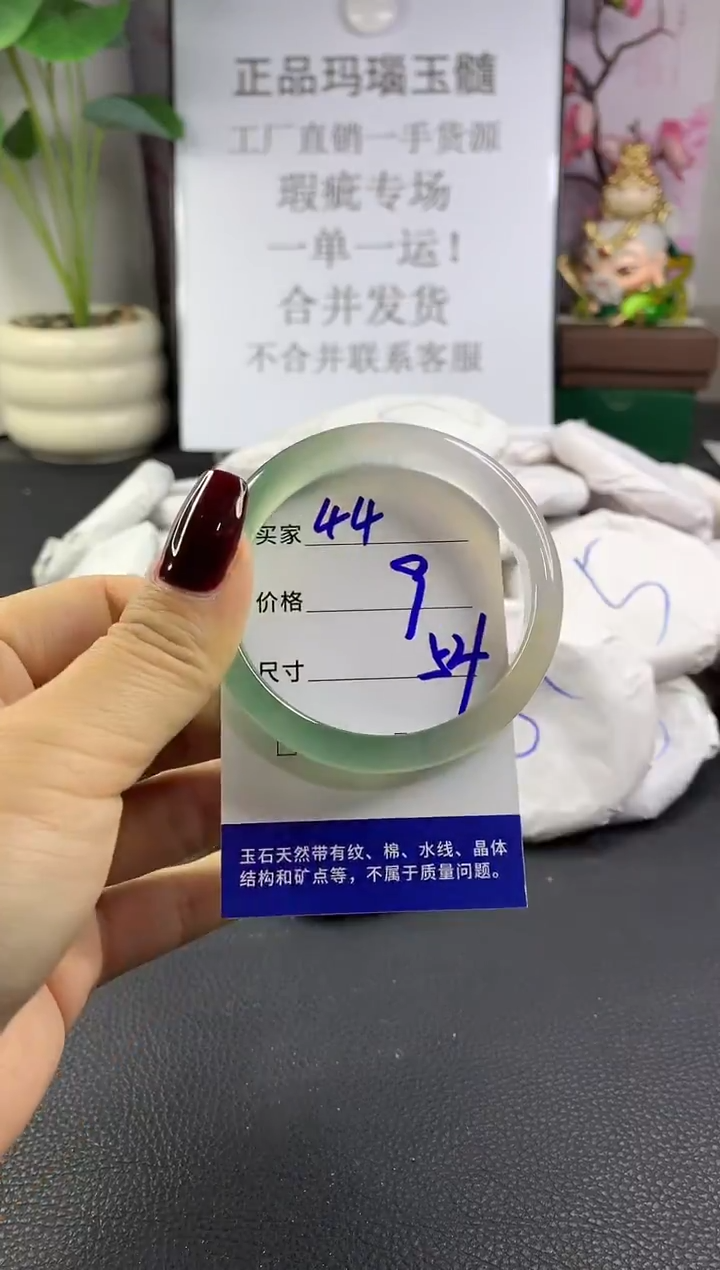 正品玛瑙玉髓
工厂直销一手货源
瑕疵专场
一单一运！
合并发货
不合并联系客服
买家 44
价格 9
尺寸 54
玉石天然带有纹、棉、水线、晶体
结构和矿点等，不属于质量问题。
5